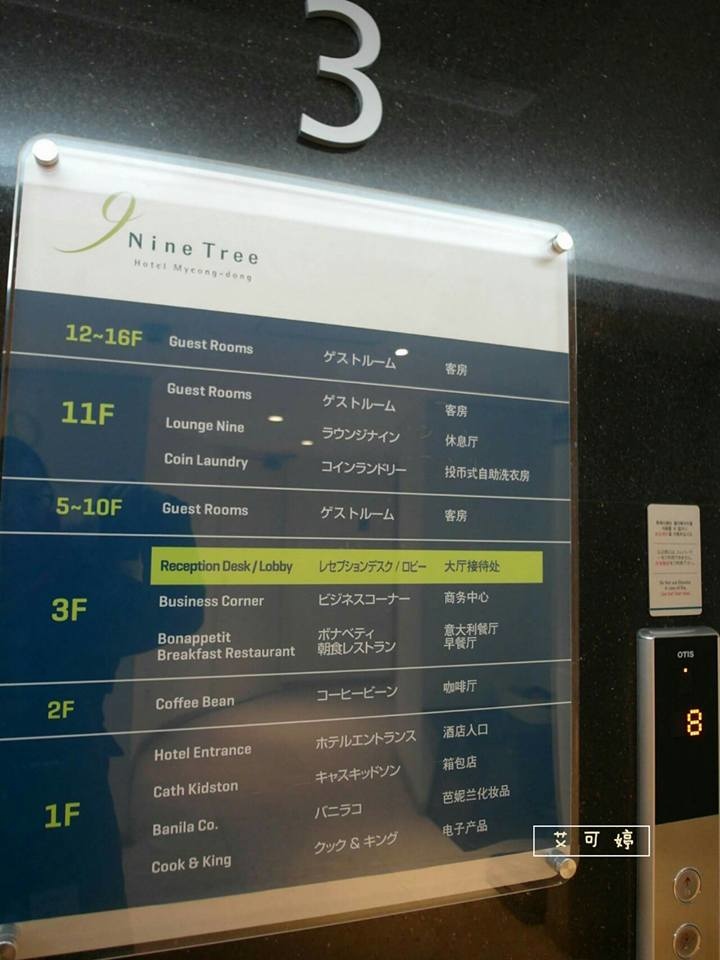 3
Nine Tree
Hotel Myeong-dong
12~16F Guest Rooms ゲストルーム 客房
11F Guest Rooms ゲストルーム 客房
Lounge Nine ラウンジナイン 休息厅
Coin Laundry コインランドリー 投币式自助洗衣房
5~10F Guest Rooms ゲストルーム 客房
3F Reception Desk / Lobby レセプションデスク / ロビー 大厅接待处
Business Corner ビジネスコーナー 商务中心
Bonappetit ボナペティ 意大利餐厅
Breakfast Restaurant 朝食レストラン 早餐厅
2F Coffee Bean コーヒービーン 咖啡厅
1F Hotel Entrance ホテルエントランス 酒店入口
Cath Kidston キャスキッドソン 箱包店
Banila Co. バニラコ 芭妮兰化妆品
Cook & King クック & キング 电子产品
OTIS
8
艾可婷